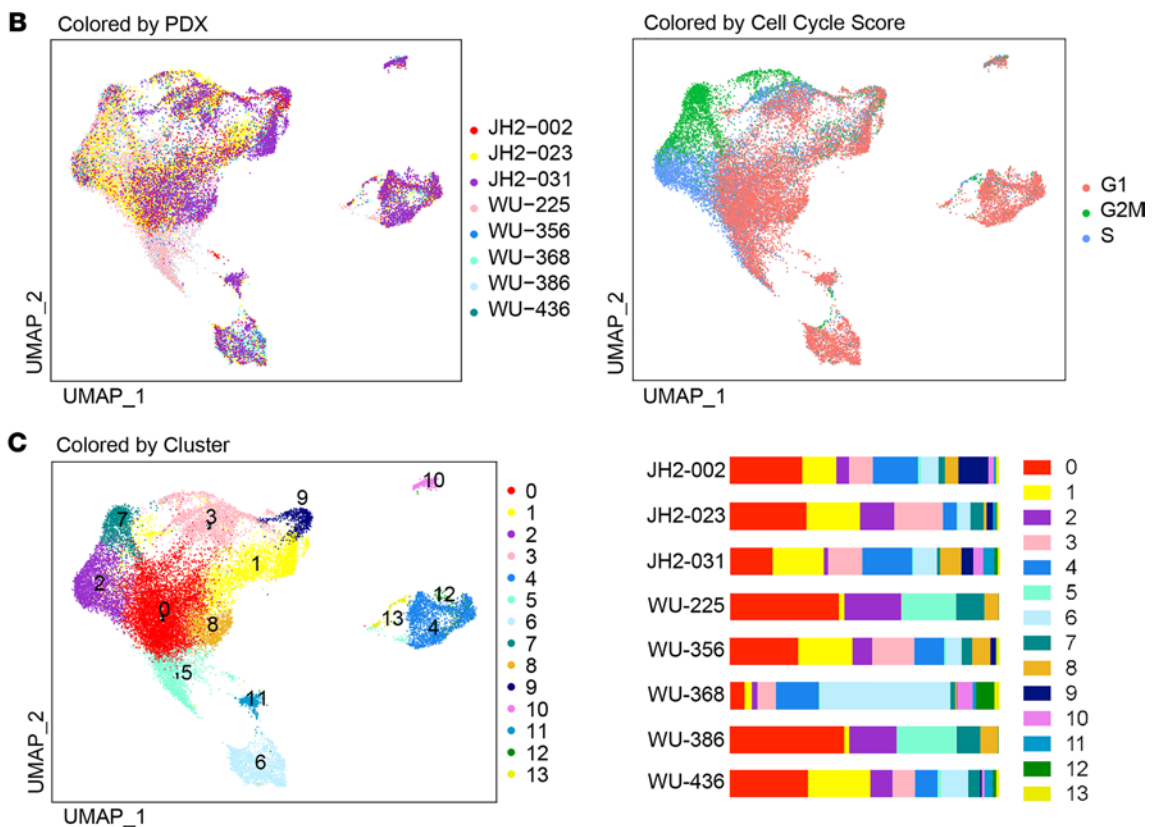 B
Colored by PDX
UMAP_2
UMAP_1
JH2-002
JH2-023
JH2-031
WU-225
WU-356
WU-368
WU-386
WU-436
Colored by Cell Cycle Score
UMAP_2
UMAP_1
G1
G2M
S
C
Colored by Cluster
UMAP_2
UMAP_1
0
1
2
3
4
5
6
7
8
9
10
11
12
13
0
1
2
3
4
5
6
7
8
9
10
11
12
13
JH2-002
JH2-023
JH2-031
WU-225
WU-356
WU-368
WU-386
WU-436
0
1
2
3
4
5
6
7
8
9
10
11
12
13